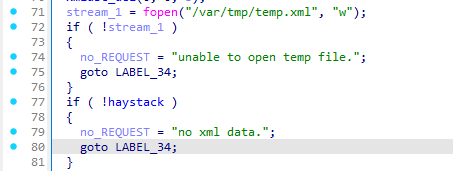 71 stream_1 = fopen("/var/tmp/temp.xml", "w");
72 if ( !stream_1 )
73 {
74 no_REQUEST = "unable to open temp file.";
75 goto LABEL_34;
76 }
77 if ( !haystack )
78 {
79 no_REQUEST = "no xml data.";
80 goto LABEL_34;
81 }